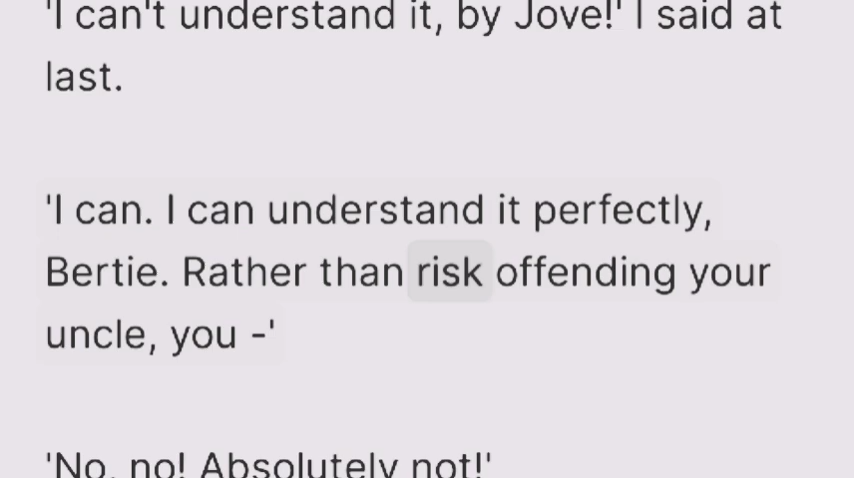 'I can't understand it, by Jove!' I said at
last.
'I can. I can understand it perfectly,
Bertie. Rather than risk offending your
uncle, you -'
'No, no! Absolutely not!'